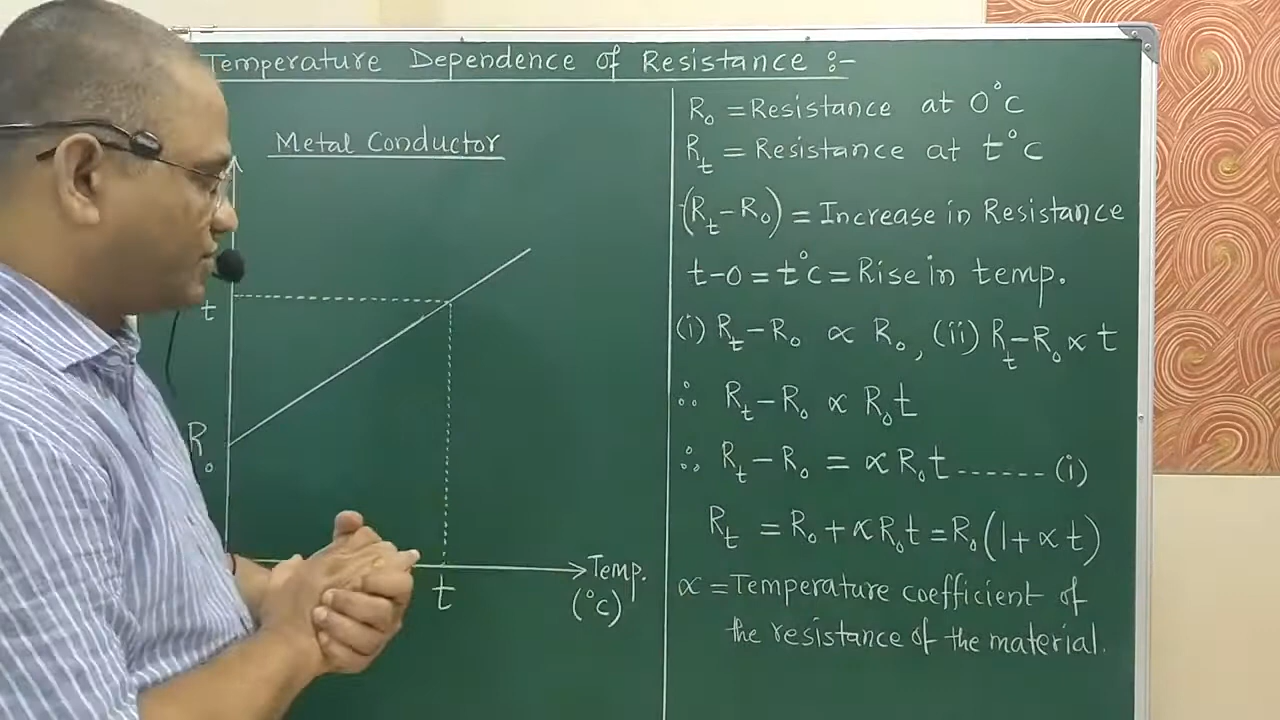 Temperature Dependence of Resistance :-
Metal Conductor
t
R₀
t
Temp.
(°c)
R₀ = Resistance at 0°c
Rₜ = Resistance at t°c
(Rₜ-R₀) = Increase in Resistance
t-0 = t°c = Rise in temp.
(i) Rₜ-R₀ ∝ R₀, (ii) Rₜ-R₀ ∝ t
∴ Rₜ-R₀ ∝ R₀t
∴ Rₜ-R₀ = ∝ R₀t ------ (i)
Rₜ = R₀ + ∝ R₀t = R₀(1+ ∝ t)
∝ = Temperature coefficient of
the resistance of the material.